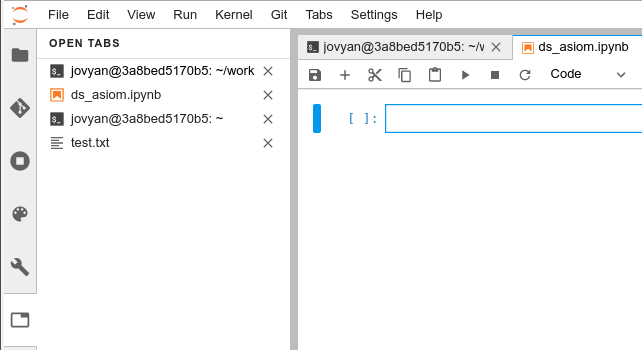 File Edit View Run Kernel Git Tabs Settings Help
OPEN TABS
jovyan@3a8bed5170b5: ~/work
ds_asiom.ipynb
jovyan@3a8bed5170b5: ~
test.txt
jovyan@3a8bed5170b5: ~/w ds_asiom.ipynb
Code
[ ]: